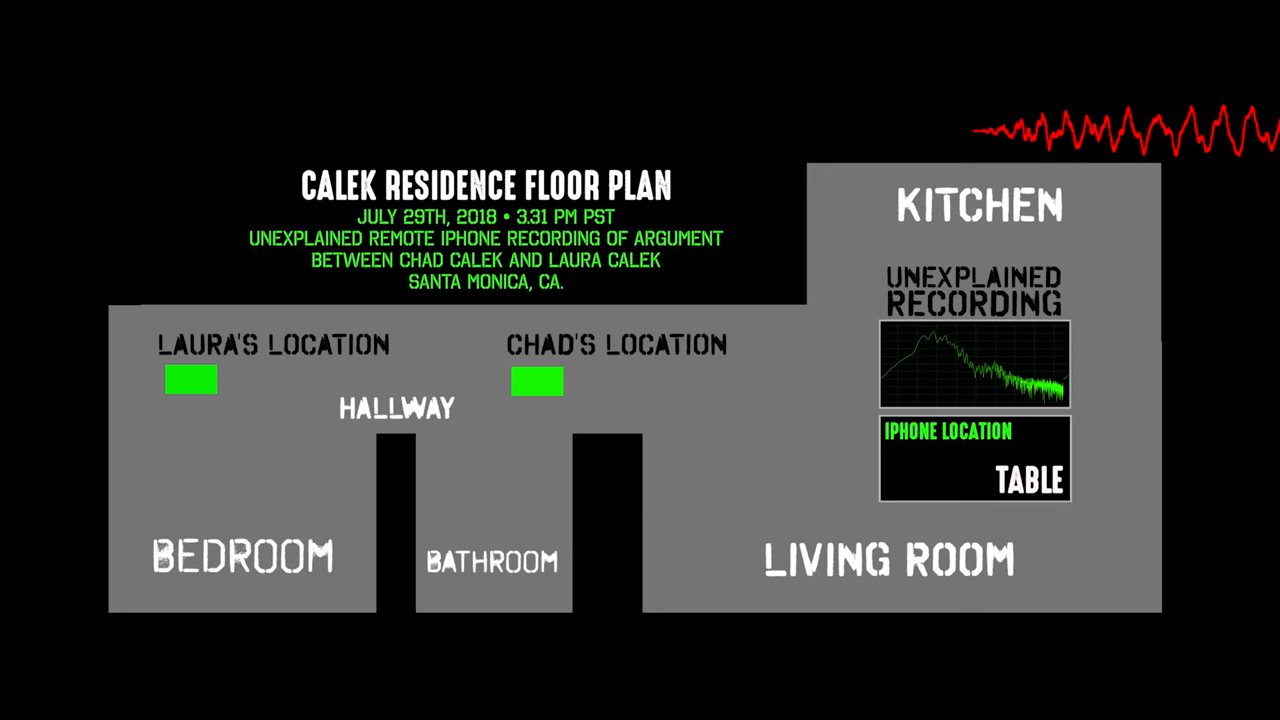 CALEK RESIDENCE FLOOR PLAN
JULY 29TH, 2018 • 3.31 PM PST
UNEXPLAINED REMOTE IPHONE RECORDING OF ARGUMENT
BETWEEN CHAD CALEK AND LAURA CALEK
SANTA MONICA, CA.
KITCHEN
UNEXPLAINED
RECORDING
LAURA'S LOCATION
CHAD'S LOCATION
HALLWAY
IPHONE LOCATION
TABLE
BEDROOM
BATHROOM
LIVING ROOM